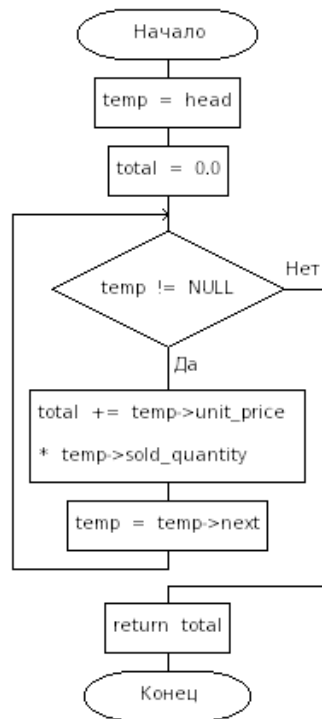 Начало
temp = head
total = 0.0
temp != NULL
Нет
Да
total += temp->unit_price
* temp->sold_quantity
temp = temp->next
return total
Конец